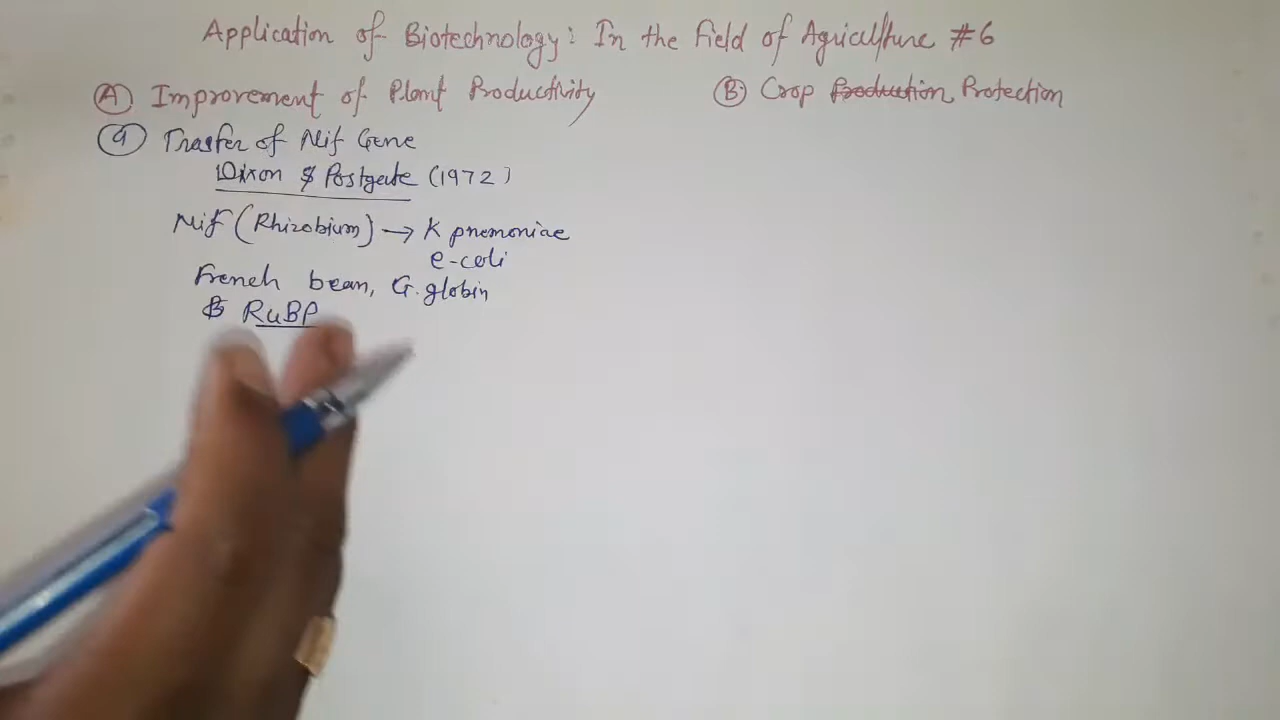 Application of Biotechnology: In the Field of Agriculture #6
(A) Improvement of Plant Productivity
(B) Crop Production Protection
(a) Trasfer of Nif Gene
Dixon & Postgate (1972)
Nif (Rhizobium) → K pnemoniae
e-coli
French bean, G.globin
& RuBP